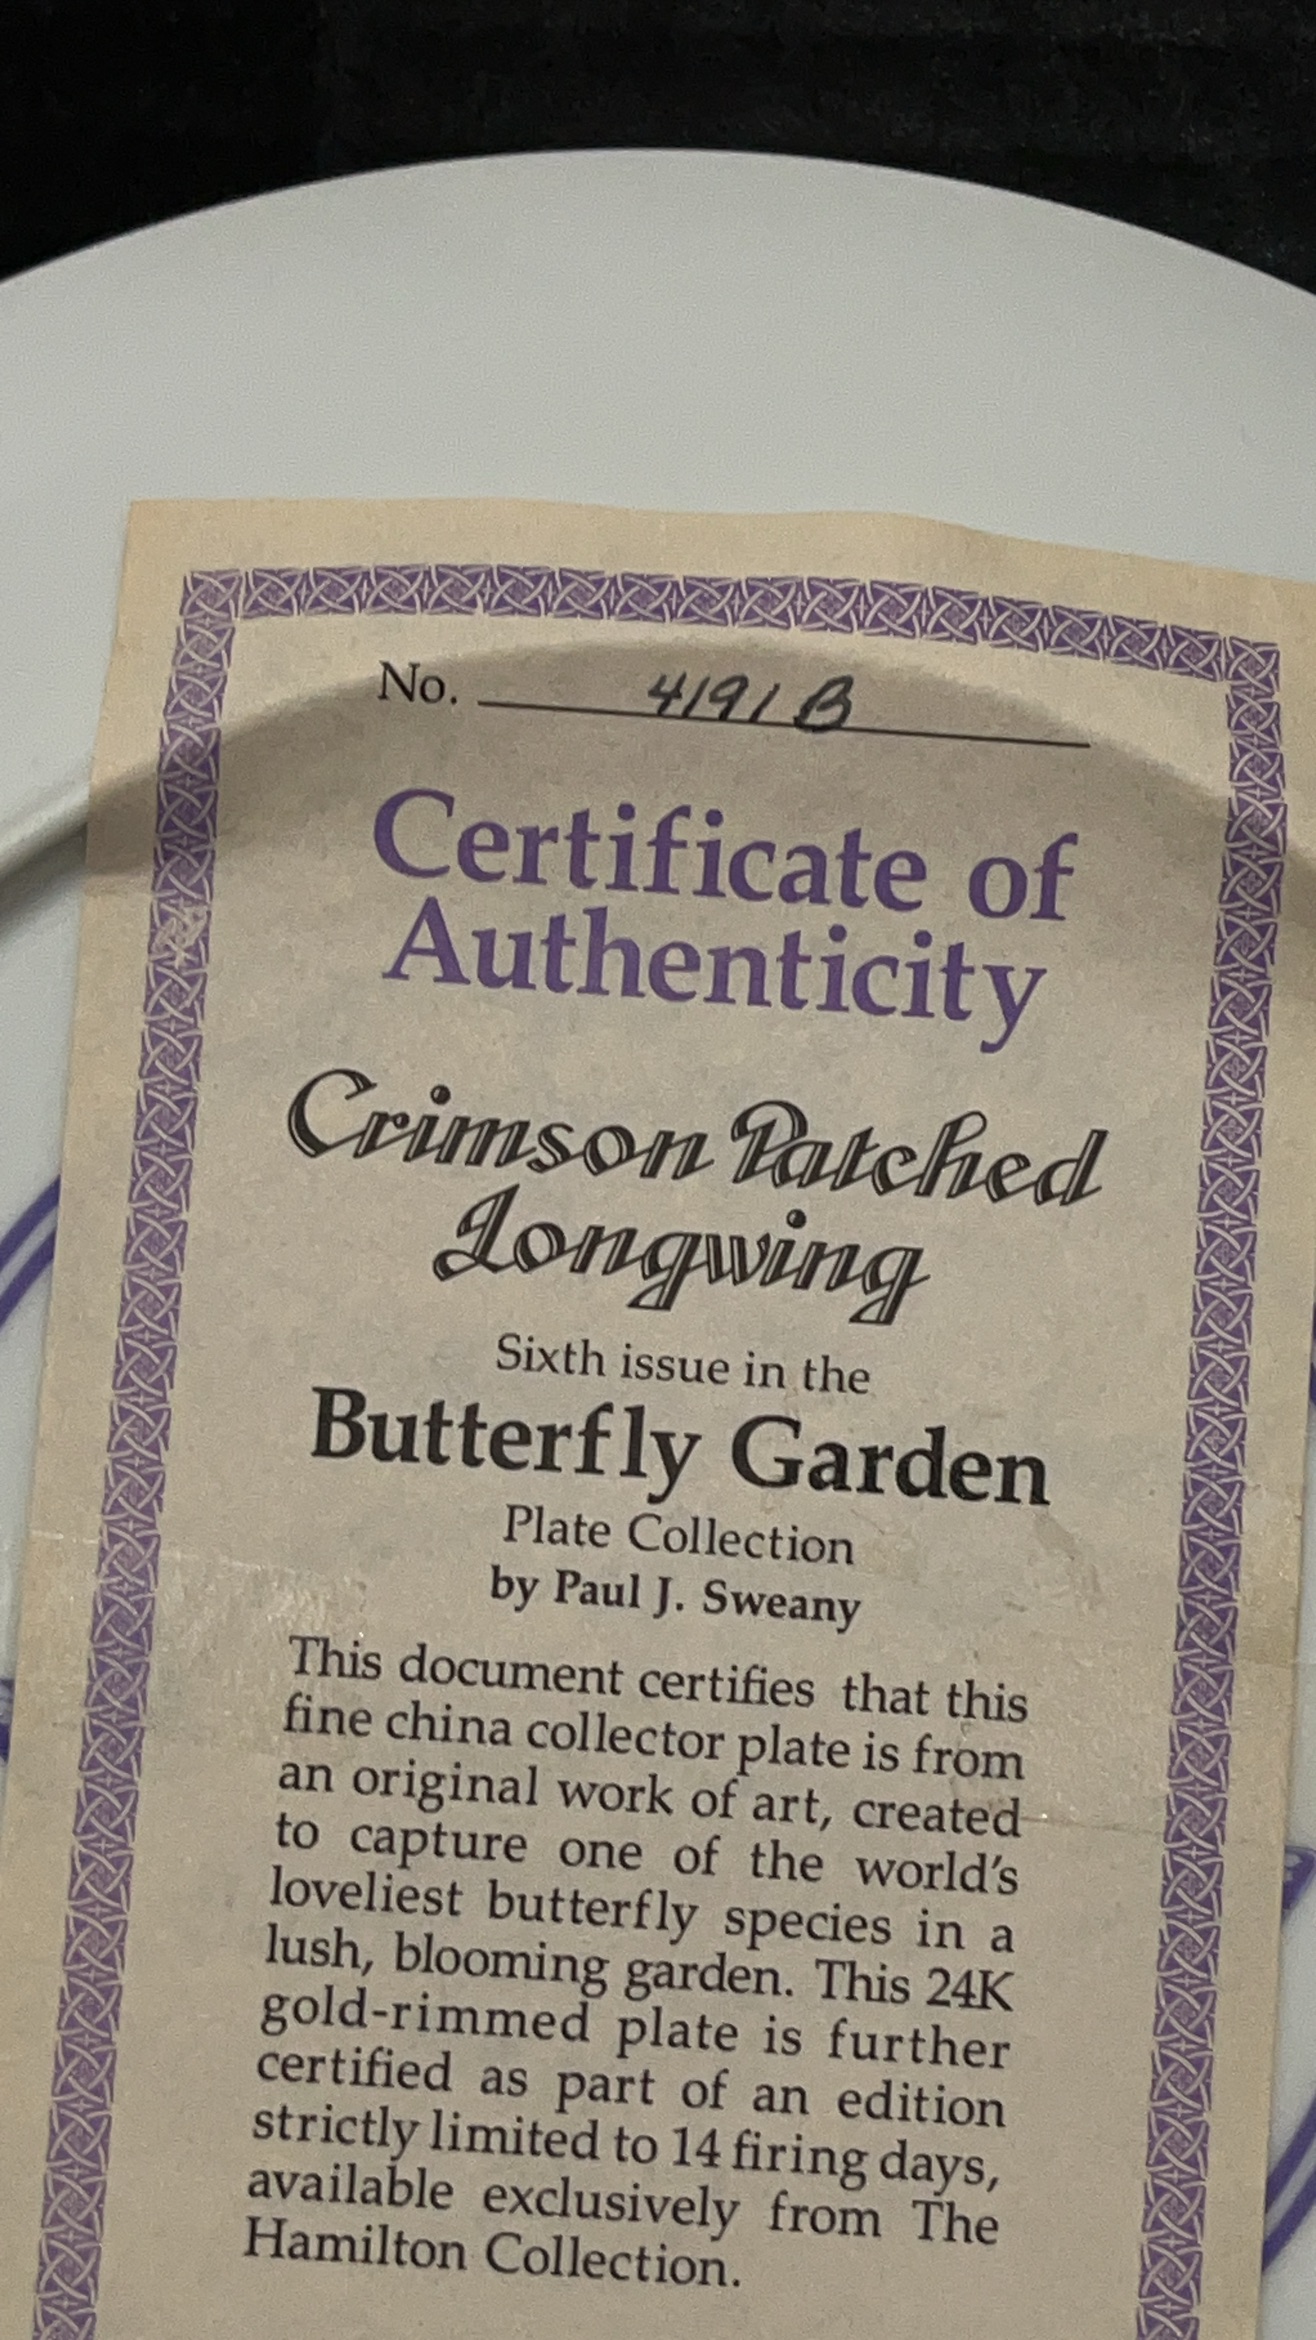 No. 4191B
Certificate of
Authenticity
Crimson Patched
Longwing
Sixth issue in the
Butterfly Garden
Plate Collection
by Paul J. Sweany
This document certifies that this
fine china collector plate is from
an original work of art, created
to capture one of the world's
loveliest butterfly species in a
lush, blooming garden. This 24K
gold-rimmed plate is further
certified as part of an edition
strictly limited to 14 firing days,
available exclusively from The
Hamilton Collection.